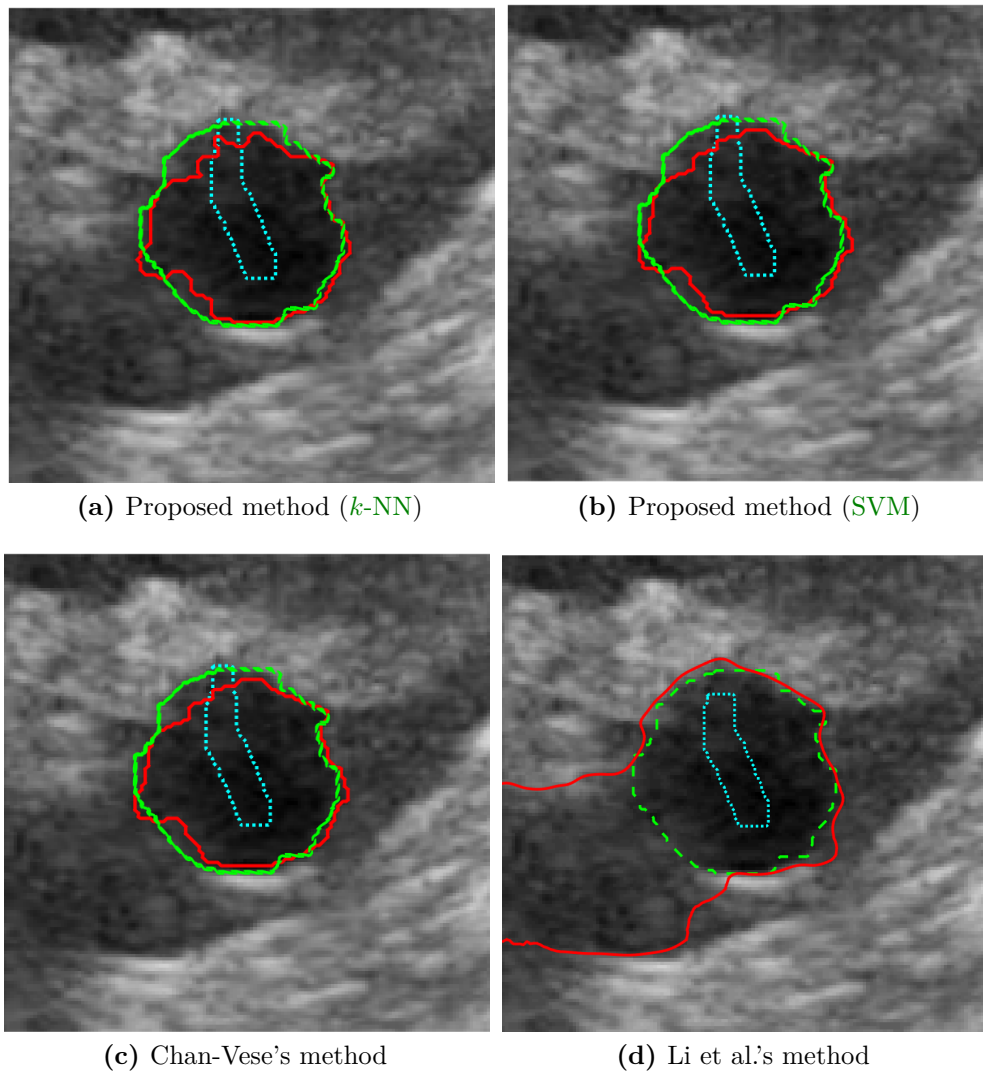 (a) Proposed method (k-NN)
(b) Proposed method (SVM)
(c) Chan-Vese's method
(d) Li et al.'s method